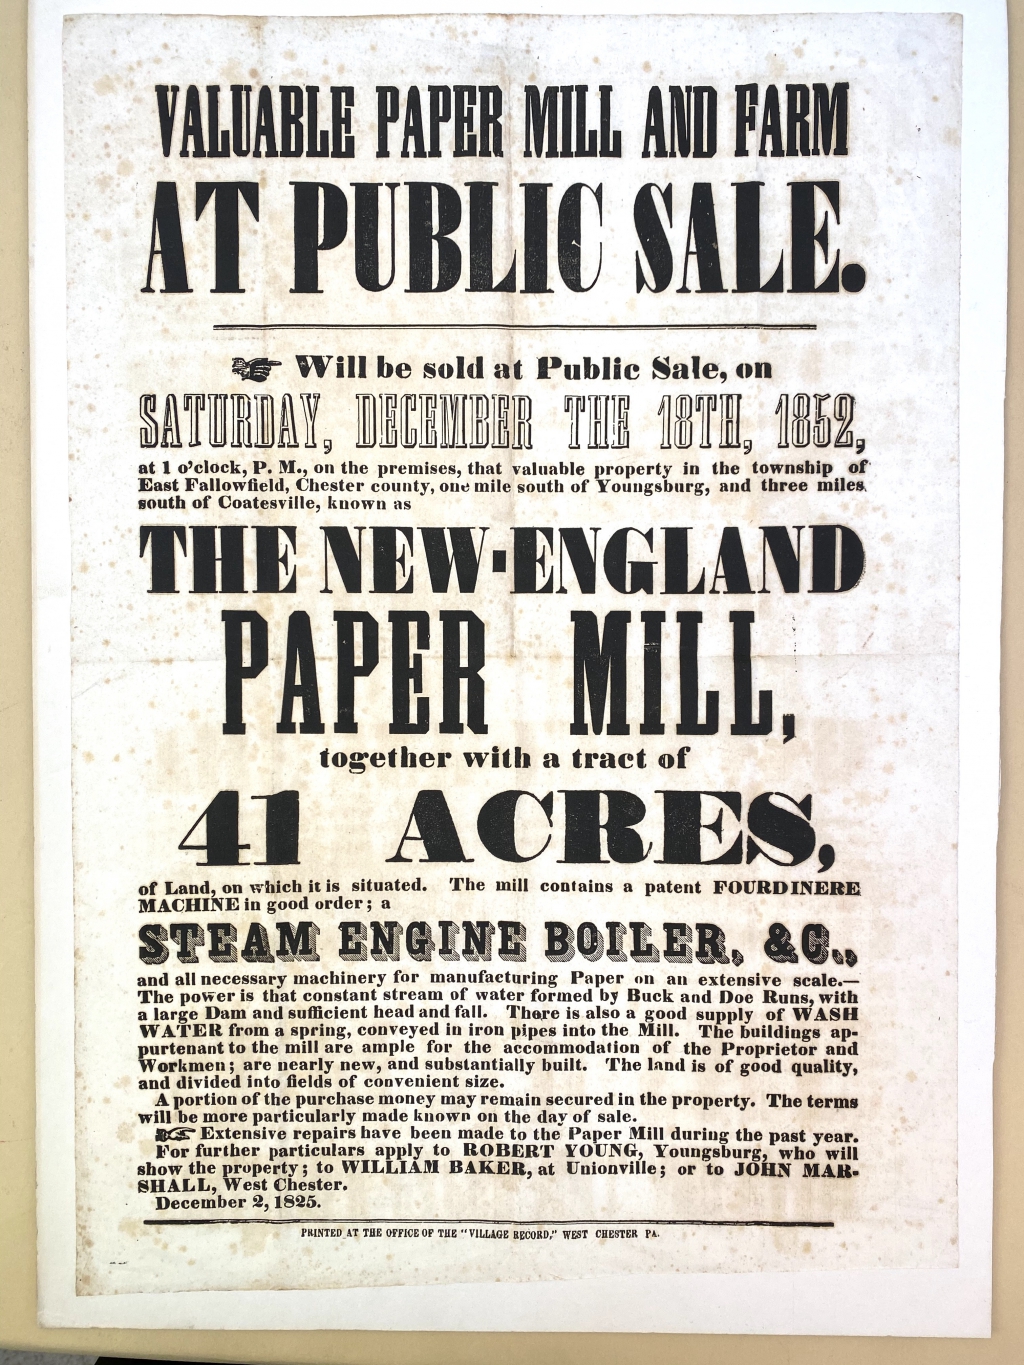 VALUABLE PAPER MILL AND FARM
AT PUBLIC SALE.
Will be sold at Public Sale, on
SATURDAY, DECEMBER THE 18TH, 1852,
at 1 o'clock, P. M., on the premises, that valuable property in the township of
East Fallowfield, Chester county, one mile south of Youngsburg, and three miles
south of Coatesville, known as
THE NEW-ENGLAND
PAPER MILL,
together with a tract of
41 ACRES,
of Land, on which it is situated. The mill contains a patent FOURDINERE
MACHINE in good order; a
STEAM ENGINE BOILER, &C.,
and all necessary machinery for manufacturing Paper on an extensive scale.—
The power is that constant stream of water formed by Buck and Doe Runs, with
a large Dam and sufficient head and fall. There is also a good supply of WASH
WATER from a spring, conveyed in iron pipes into the Mill. The buildings ap-
purtenant to the mill are ample for the accommodation of the Proprietor and
Workmen; are nearly new, and substantially built. The land is of good quality,
and divided into fields of convenient size.
A portion of the purchase money may remain secured in the property. The terms
will be more particularly made known on the day of sale.
Extensive repairs have been made to the Paper Mill during the past year.
For further particulars apply to ROBERT YOUNG, Youngsburg, who will
show the property; to WILLIAM BAKER, at Unionville; or to JOHN MAR-
SHALL, West Chester.
December 2, 1825.
PRINTED AT THE OFFICE OF THE "VILLAGE RECORD," WEST CHESTER PA.